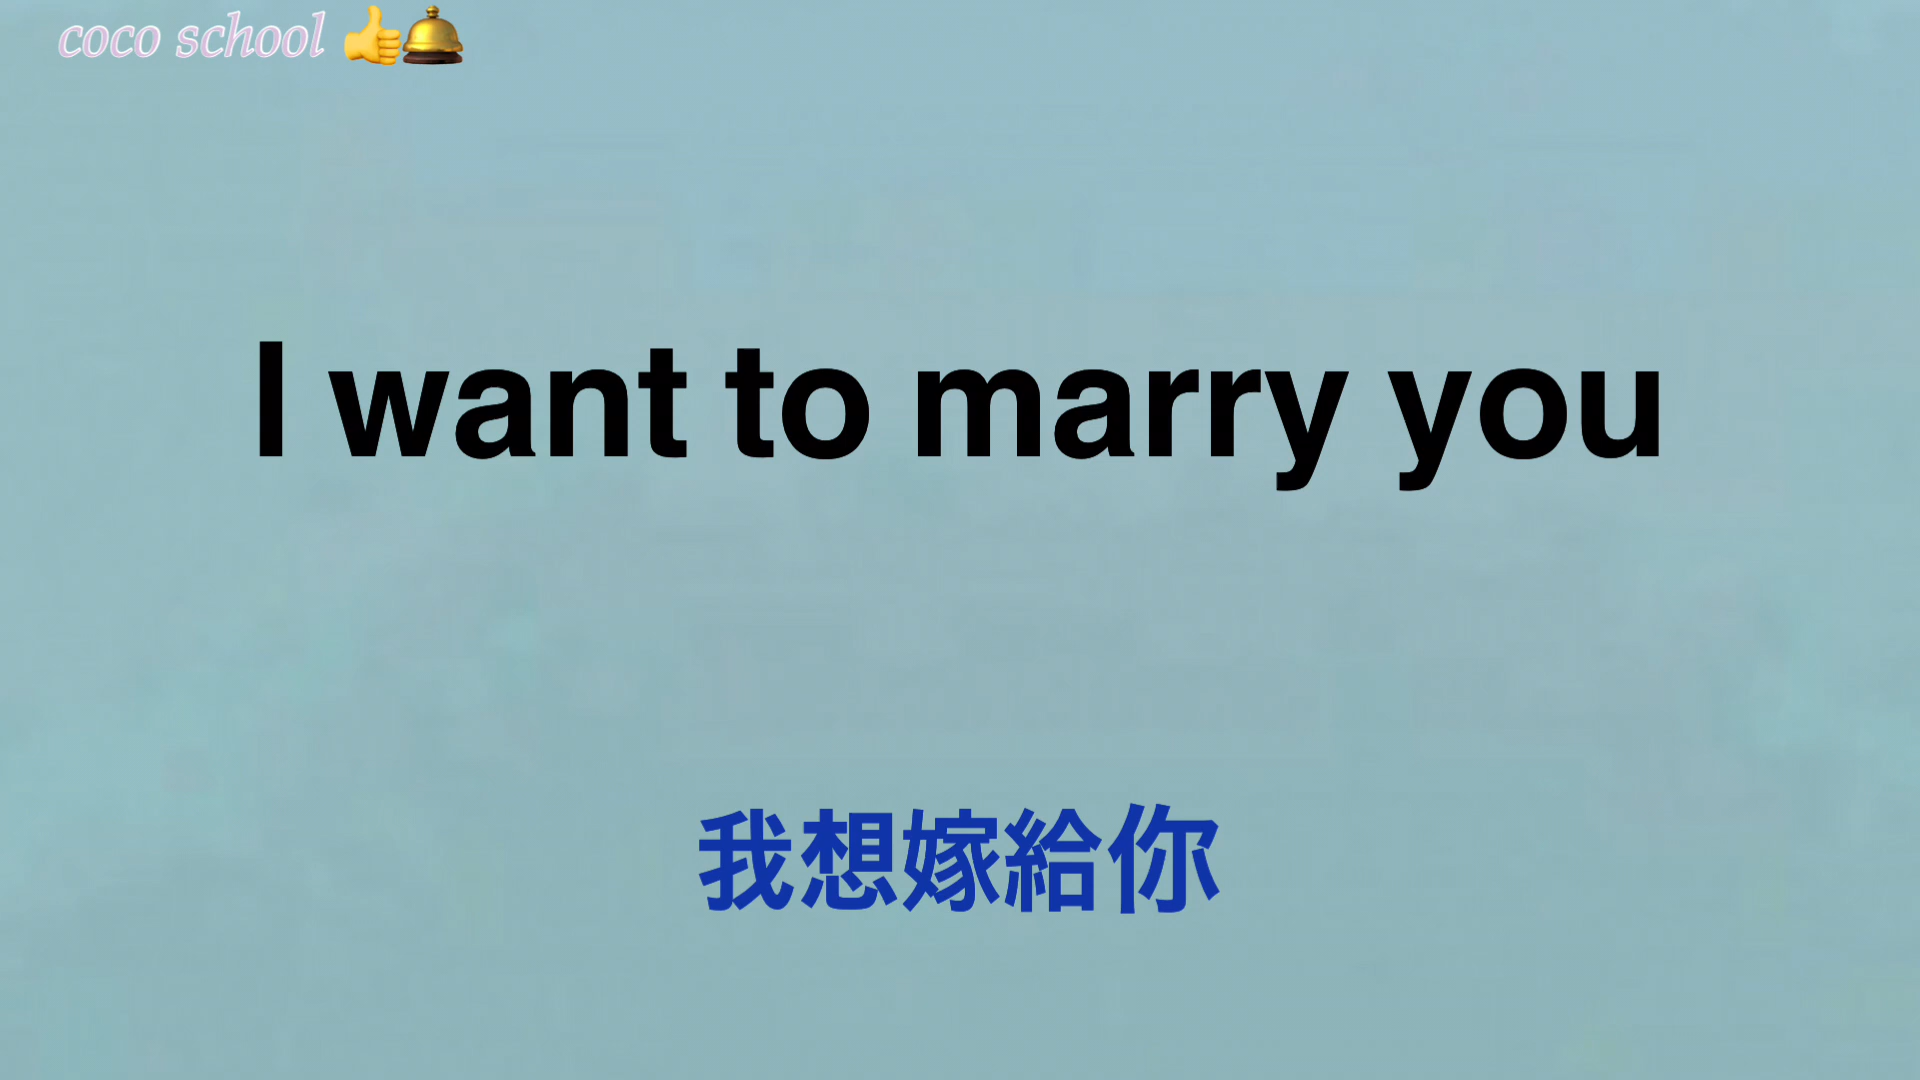 coco school 👍🛎️
I want to marry you
我想嫁給你